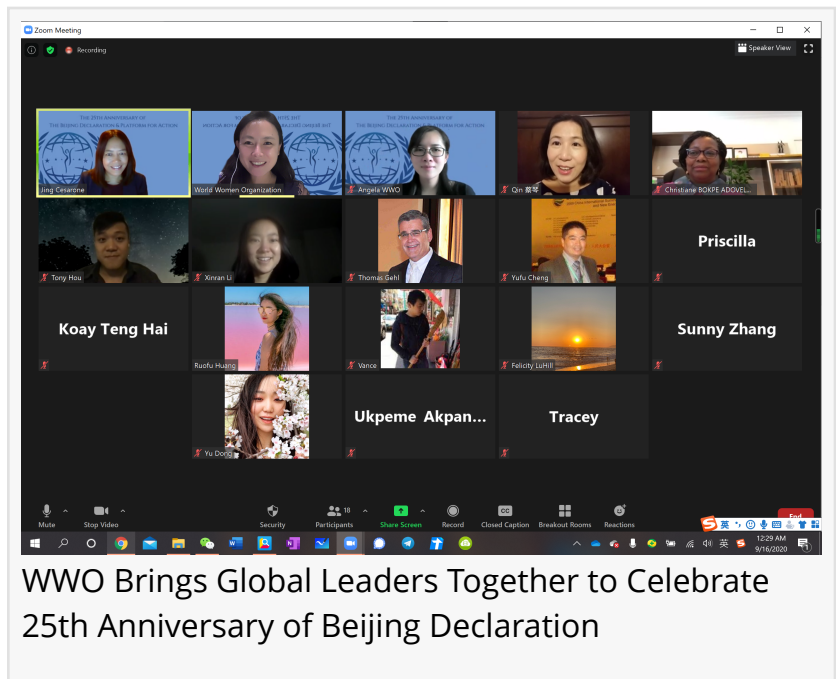 Zoom Meeting
Recording
Speaker View
THE 25TH ANNIVERSARY OF
THE BEIJING DECLARATION & PLATFORM FOR ACTION
THE 25TH ANNIVERSARY OF
THE BEIJING DECLARATION & PLATFORM FOR ACTION
Jing Cesarone
World Women Organization
Angela WWO
Qin 蔡琴
Christiane BOKPE ADOVEL...
Tony Hou
Xinran Li
Thomas Gehl
Yufu Cheng
Priscilla
Koay Teng Hai
Ruofu Huang
Vance
Felicity LuHill
Sunny Zhang
Yu Dong
Ukpeme Akpan...
Tracey
18
Mute
Stop Video
Security
Participants
Share Screen
Record
CC
Closed Caption
Breakout Rooms
Reactions
End
英
英
12:29 AM
9/16/2020
WWO Brings Global Leaders Together to Celebrate
25th Anniversary of Beijing Declaration